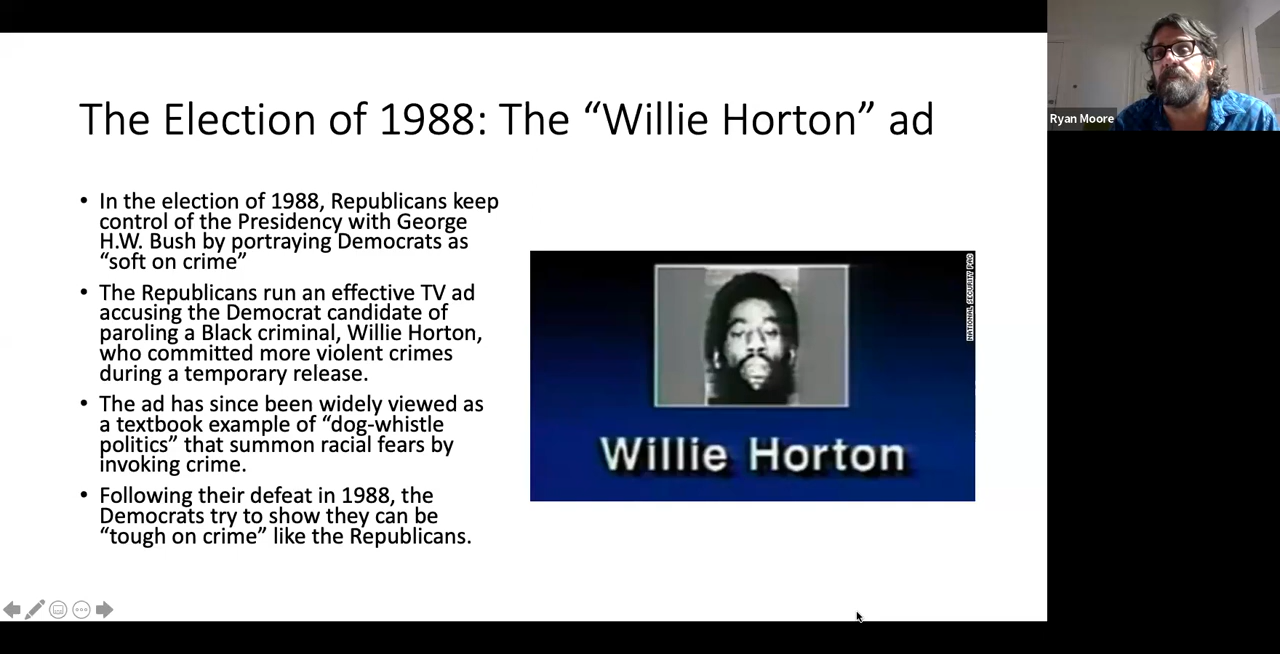 The Election of 1988: The “Willie Horton” ad
• In the election of 1988, Republicans keep
control of the Presidency with George
H.W. Bush by portraying Democrats as
“soft on crime”
• The Republicans run an effective TV ad
accusing the Democrat candidate of
paroling a Black criminal, Willie Horton,
who committed more violent crimes
during a temporary release.
• The ad has since been widely viewed as
a textbook example of “dog-whistle
politics” that summon racial fears by
invoking crime.
• Following their defeat in 1988, the
Democrats try to show they can be
“tough on crime” like the Republicans.
NATIONAL SECURITY PAC
Willie Horton
Ryan Moore